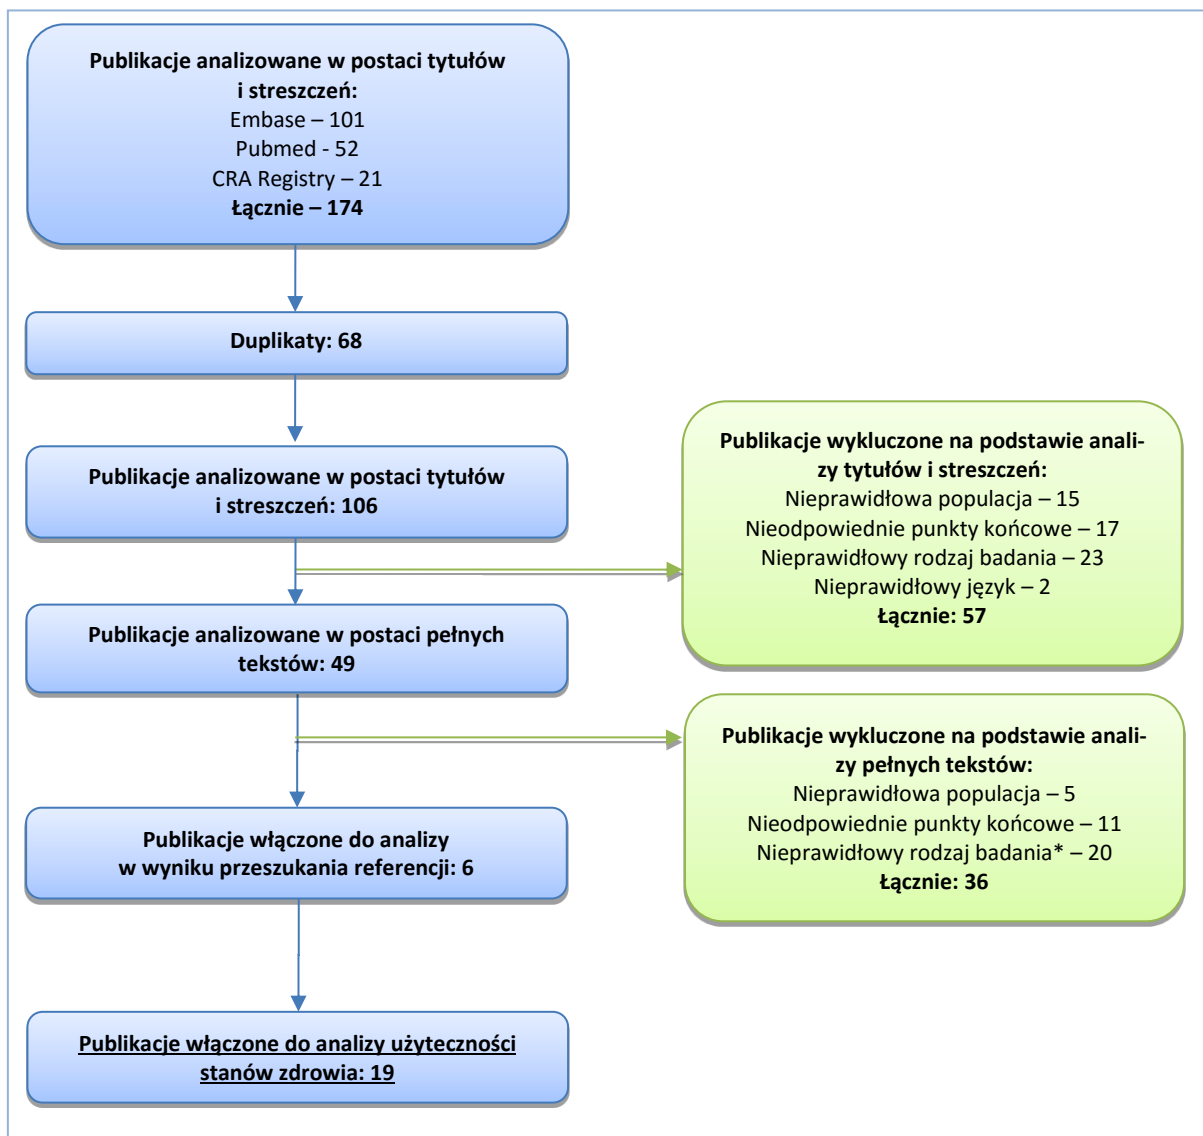 Publikacje analizowane w postaci tytułów
i streszczeń:
Embase – 101
Pubmed - 52
CRA Registry – 21
Łącznie – 174
Duplikaty: 68
Publikacje analizowane w postaci tytułów
i streszczeń: 106
Publikacje wykluczone na podstawie anali-
zy tytułów i streszczeń:
Nieprawidłowa populacja – 15
Nieodpowiednie punkty końcowe – 17
Nieprawidłowy rodzaj badania – 23
Nieprawidłowy język – 2
Łącznie: 57
Publikacje analizowane w postaci pełnych
tekstów: 49
Publikacje wykluczone na podstawie anali-
zy pełnych tekstów:
Nieprawidłowa populacja – 5
Nieodpowiednie punkty końcowe – 11
Nieprawidłowy rodzaj badania* – 20
Łącznie: 36
Publikacje włączone do analizy
w wyniku przeszukania referencji: 6
Publikacje włączone do analizy użyteczności
stanów zdrowia: 19